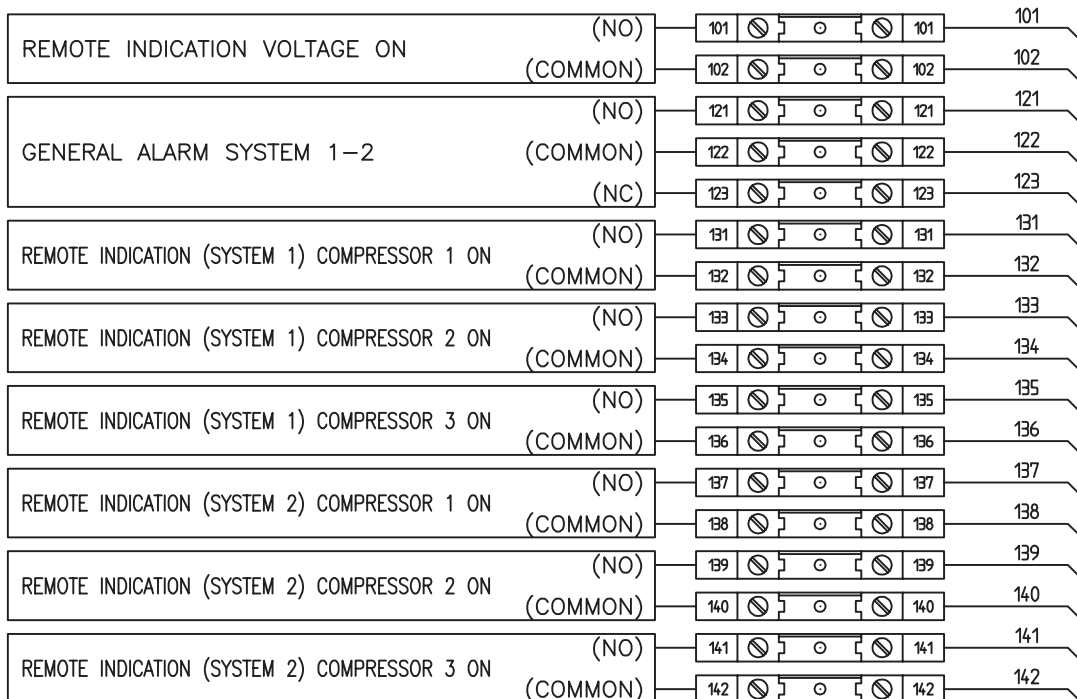 REMOTE INDICATION VOLTAGE ON (NO) 101 101 101
(COMMON) 102 102 102
(NO) 121 121 121
GENERAL ALARM SYSTEM 1-2 (COMMON) 122 122 122
(NC) 123 123 123
REMOTE INDICATION (SYSTEM 1) COMPRESSOR 1 ON (NO) 131 131 131
(COMMON) 132 132 132
REMOTE INDICATION (SYSTEM 1) COMPRESSOR 2 ON (NO) 133 133 133
(COMMON) 134 134 134
REMOTE INDICATION (SYSTEM 1) COMPRESSOR 3 ON (NO) 135 135 135
(COMMON) 136 136 136
REMOTE INDICATION (SYSTEM 2) COMPRESSOR 1 ON (NO) 137 137 137
(COMMON) 138 138 138
REMOTE INDICATION (SYSTEM 2) COMPRESSOR 2 ON (NO) 139 139 139
(COMMON) 140 140 140
REMOTE INDICATION (SYSTEM 2) COMPRESSOR 3 ON (NO) 141 141 141
(COMMON) 142 142 142